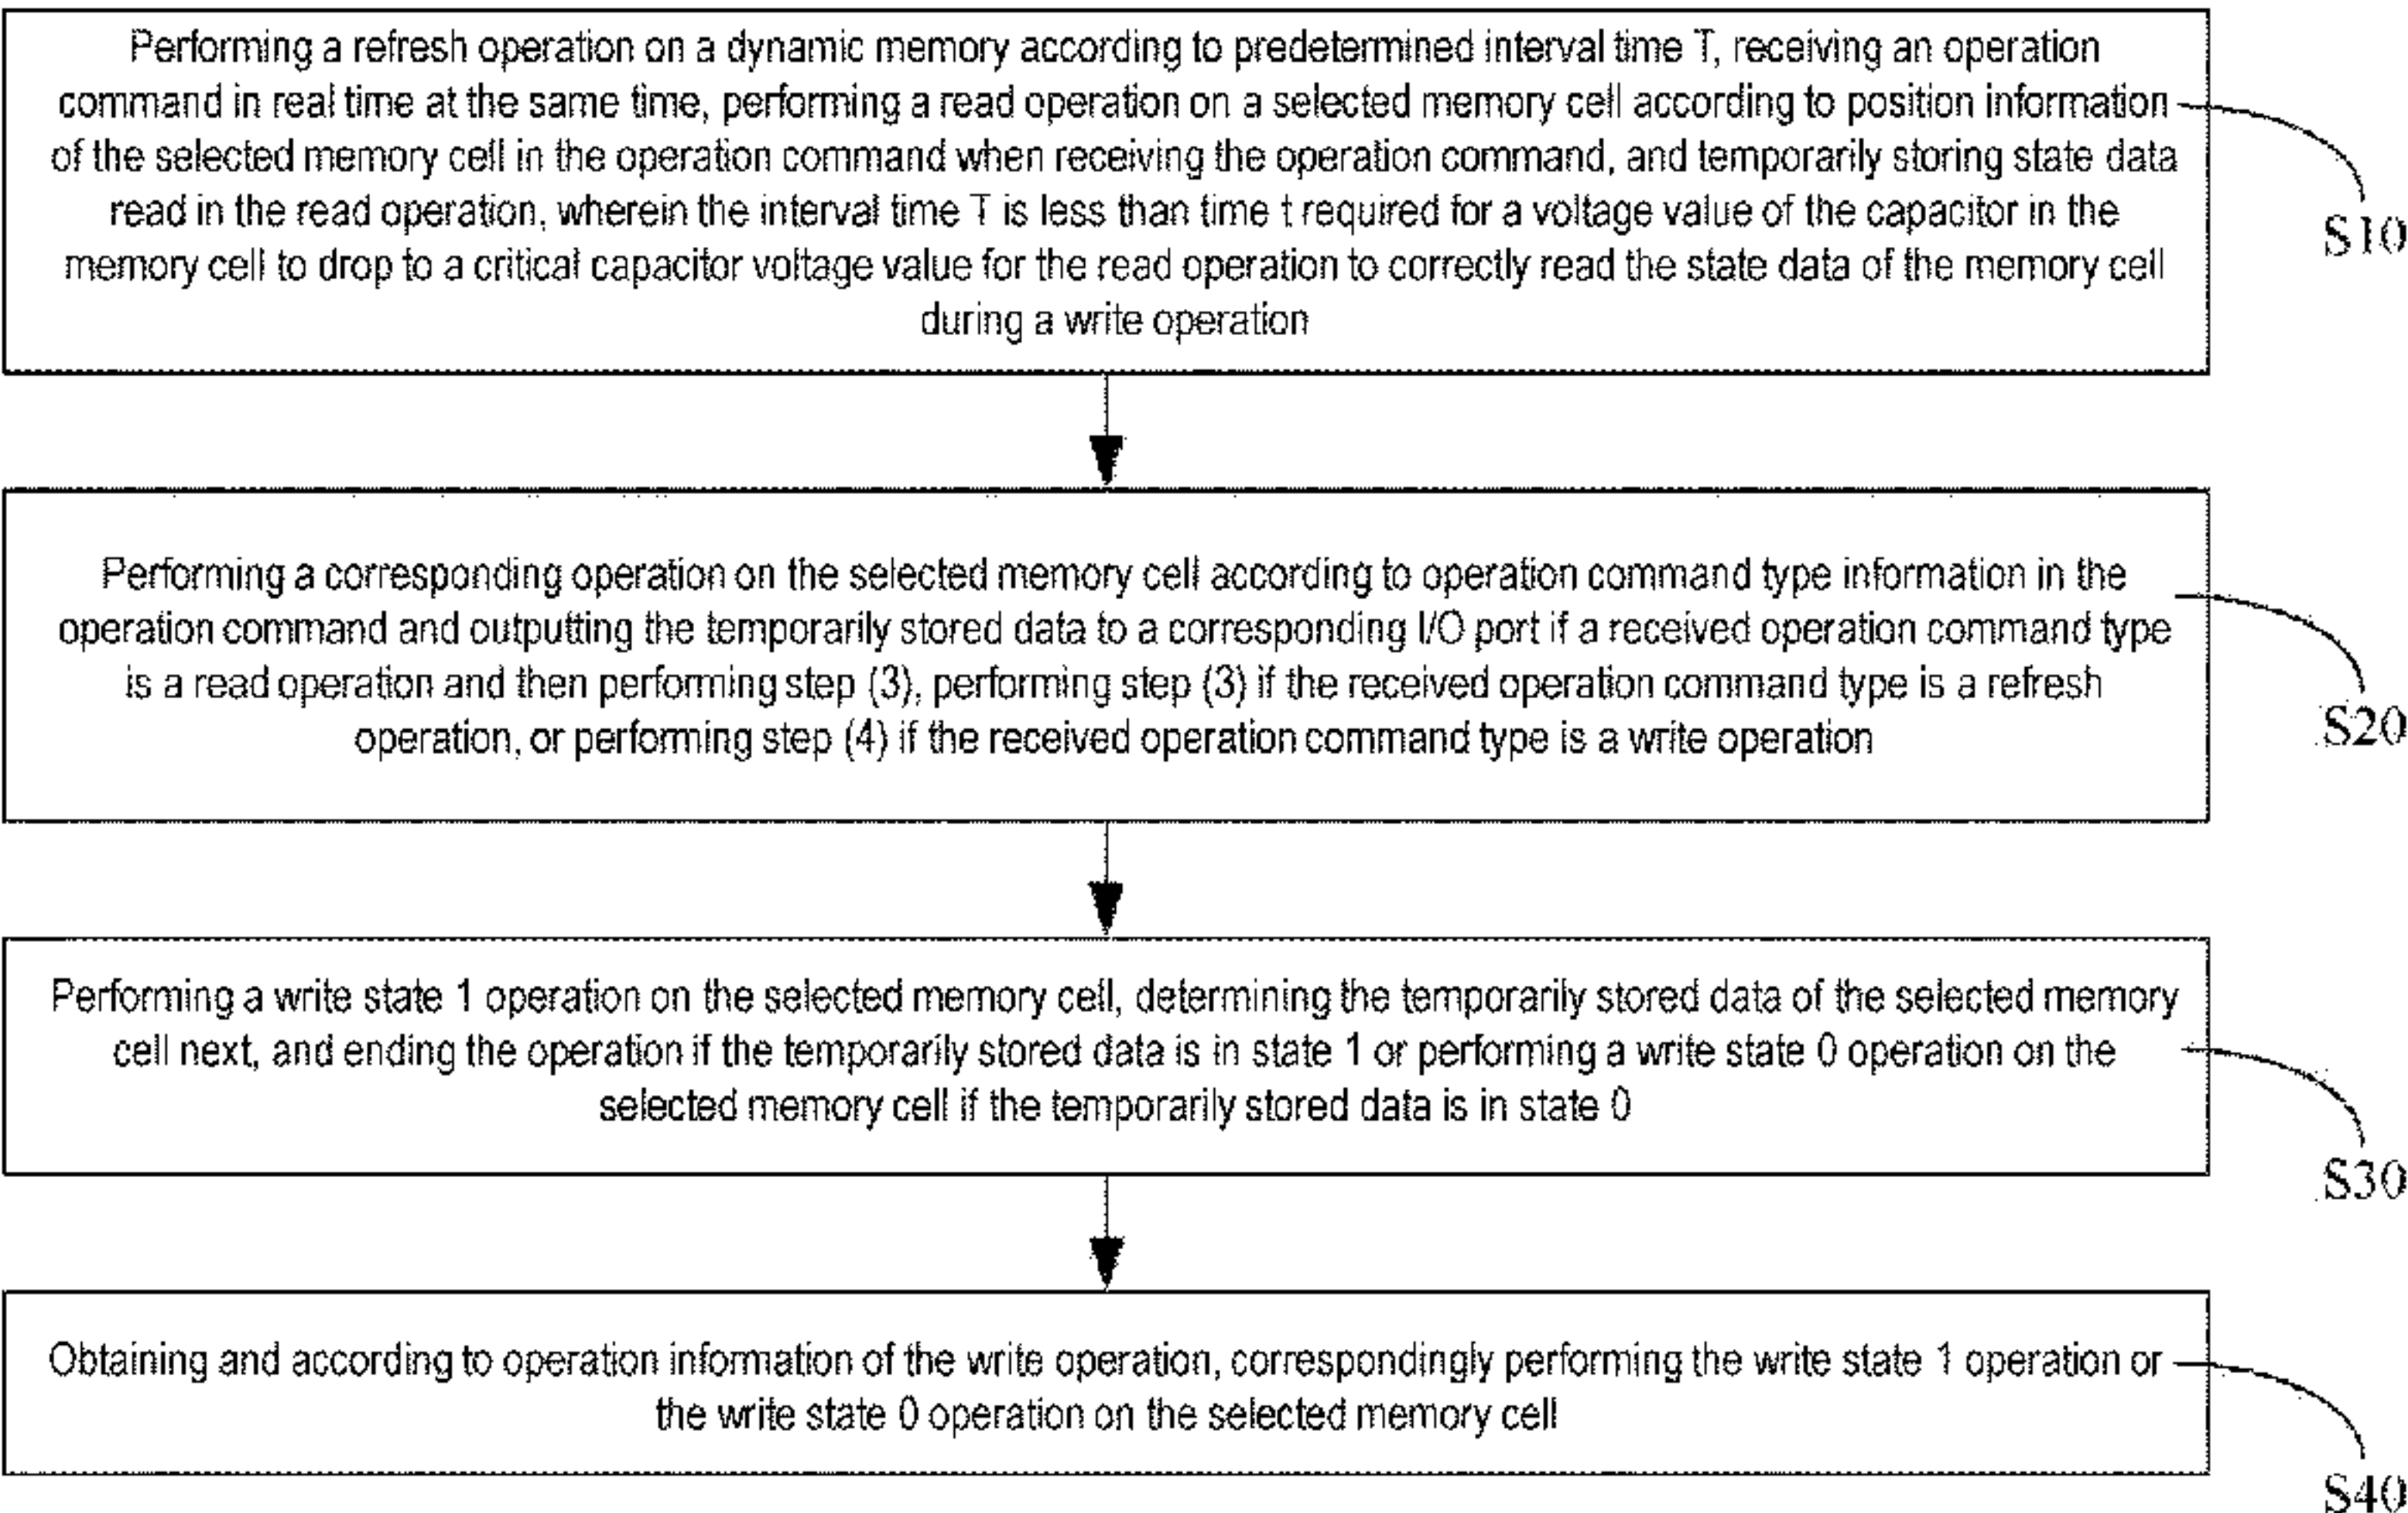 Performing a refresh operation on a dynamic memory according to predetermined interval time T, receiving an operation
command in real time at the same time, performing a read operation on a selected memory cell according to position information
of the selected memory cell in the operation command when receiving the operation command, and temporarily storing state data
read in the read operation, wherein the interval time T is less than time t required for a voltage value of the capacitor in the
memory cell to drop to a critical capacitor voltage value for the read operation to correctly read the state data of the memory cell
during a write operation
S10
Performing a corresponding operation on the selected memory cell according to operation command type information in the
operation command and outputting the temporarily stored data to a corresponding I/O port if a received operation command type
is a read operation and then performing step (3), performing step (3) if the received operation command type is a refresh
operation, or performing step (4) if the received operation command type is a write operation
S20
Performing a write state 1 operation on the selected memory cell, determining the temporarily stored data of the selected memory
cell next, and ending the operation if the temporarily stored data is in state 1 or performing a write state 0 operation on the
selected memory cell if the temporarily stored data is in state 0
S30
Obtaining and according to operation information of the write operation, correspondingly performing the write state 1 operation or
the write state 0 operation on the selected memory cell
S40